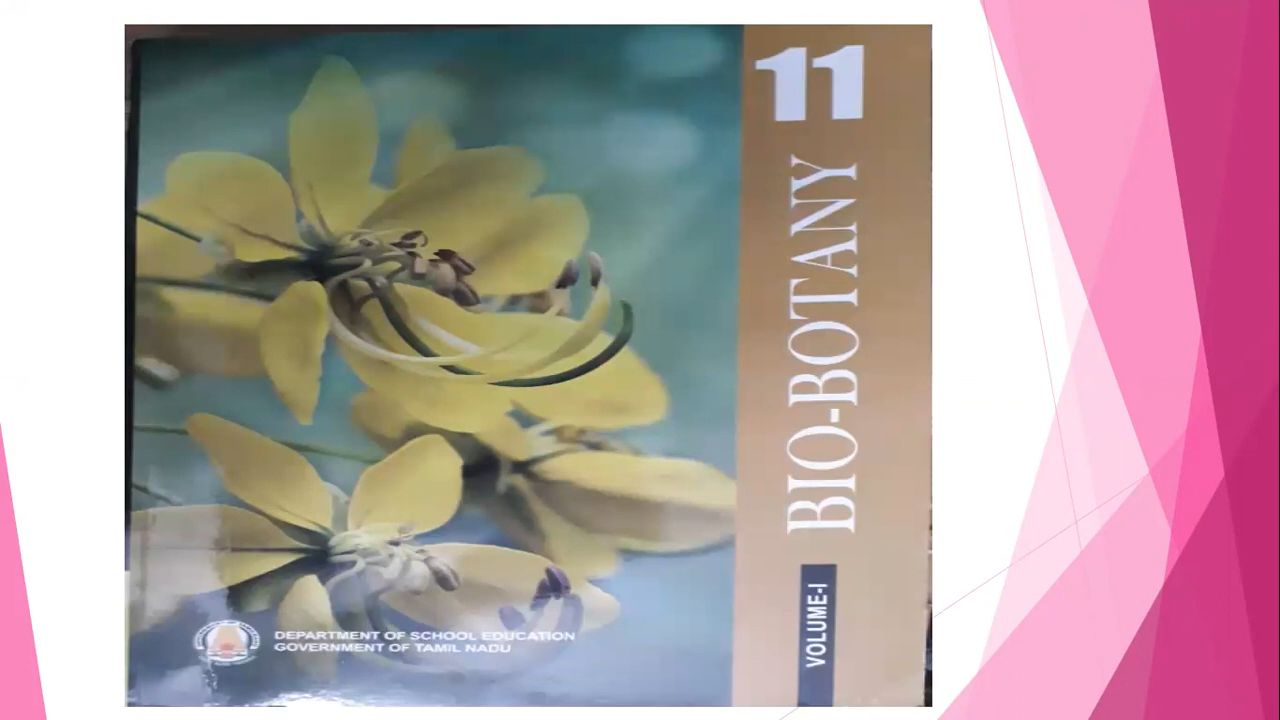 11
BIO-BOTANY
VOLUME-I
DEPARTMENT OF SCHOOL EDUCATION
GOVERNMENT OF TAMIL NADU